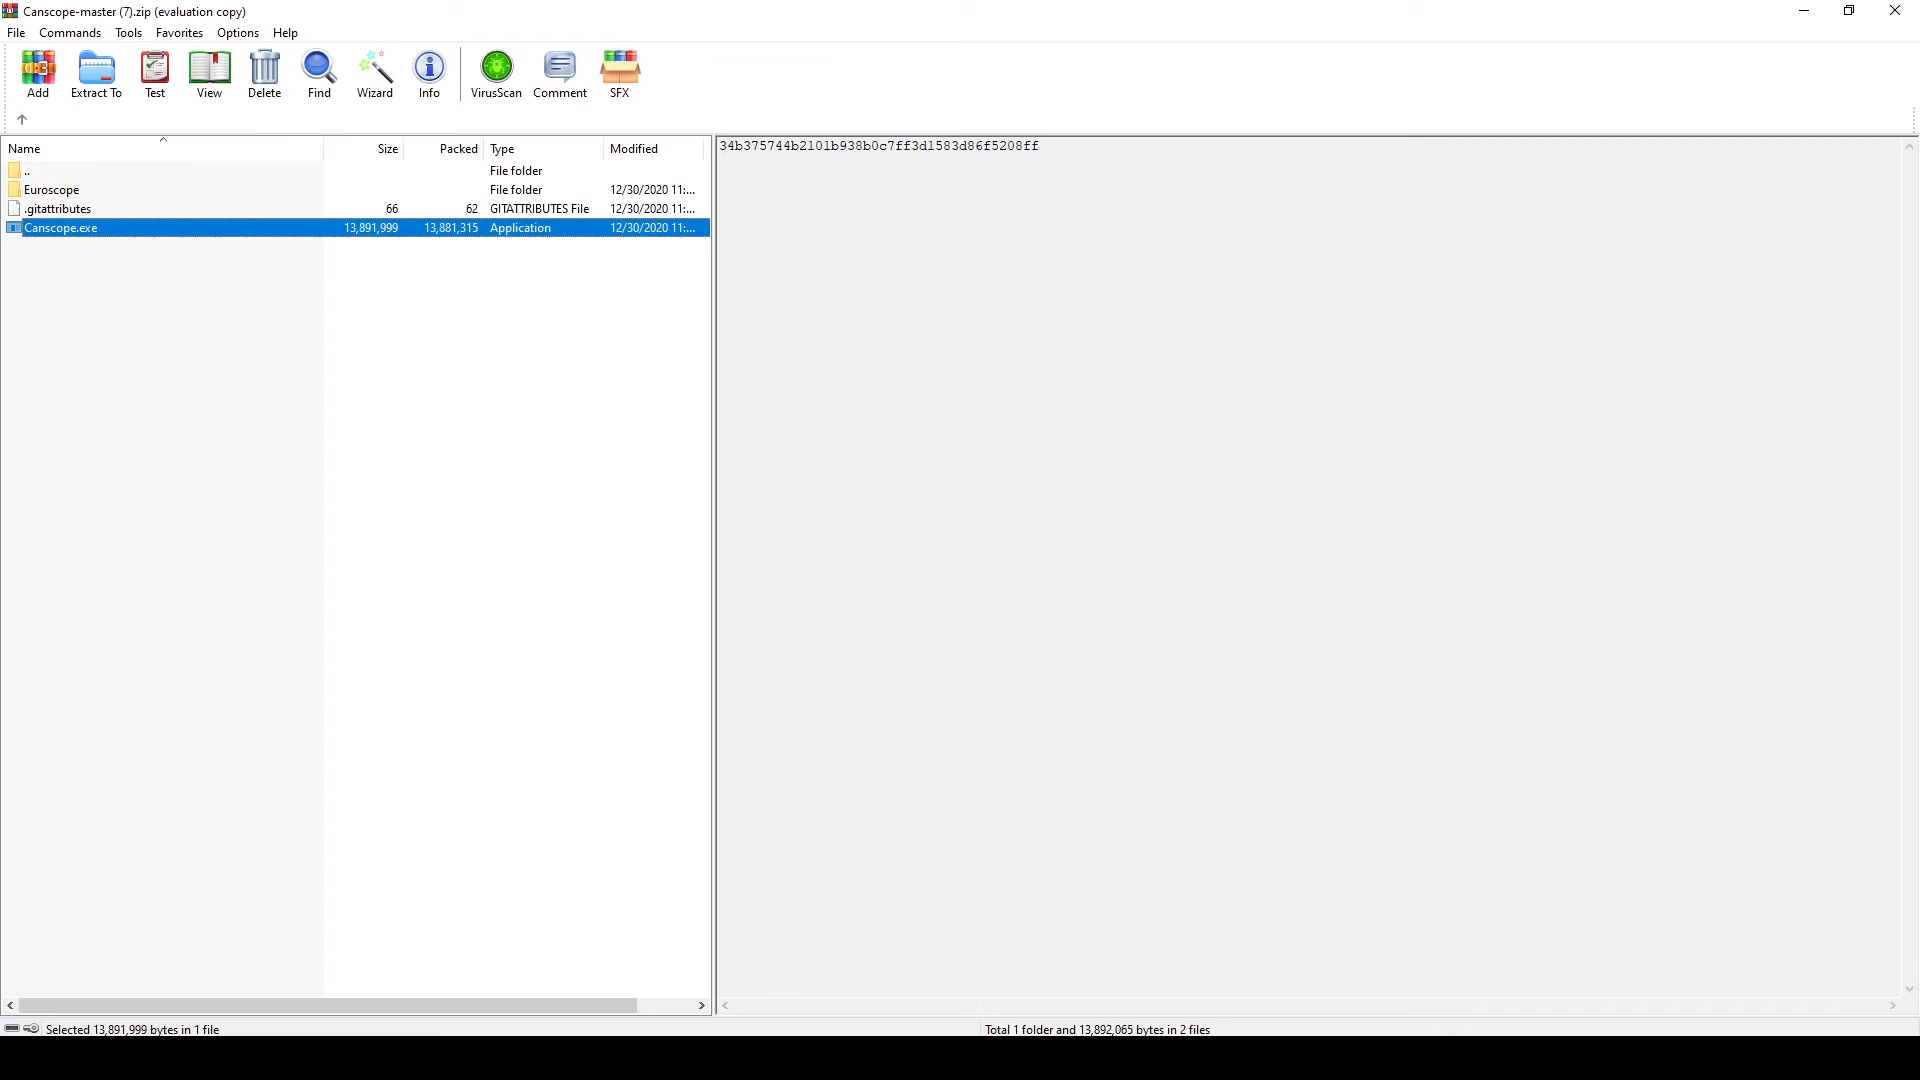 Canscope-master (7).zip (evaluation copy)
File Commands Tools Favorites Options Help
Add Extract To Test View Delete Find Wizard Info VirusScan Comment SFX
Name Size Packed Type Modified
34b375744b2101b938b0c7ff3d1583d86f5208ff
.. File folder
Euroscope File folder 12/30/2020 11:...
.gitattributes 66 62 GITATTRIBUTES File 12/30/2020 11:...
Canscope.exe 13,891,999 13,881,315 Application 12/30/2020 11:...
Selected 13,891,999 bytes in 1 file
Total 1 folder and 13,892,065 bytes in 2 files